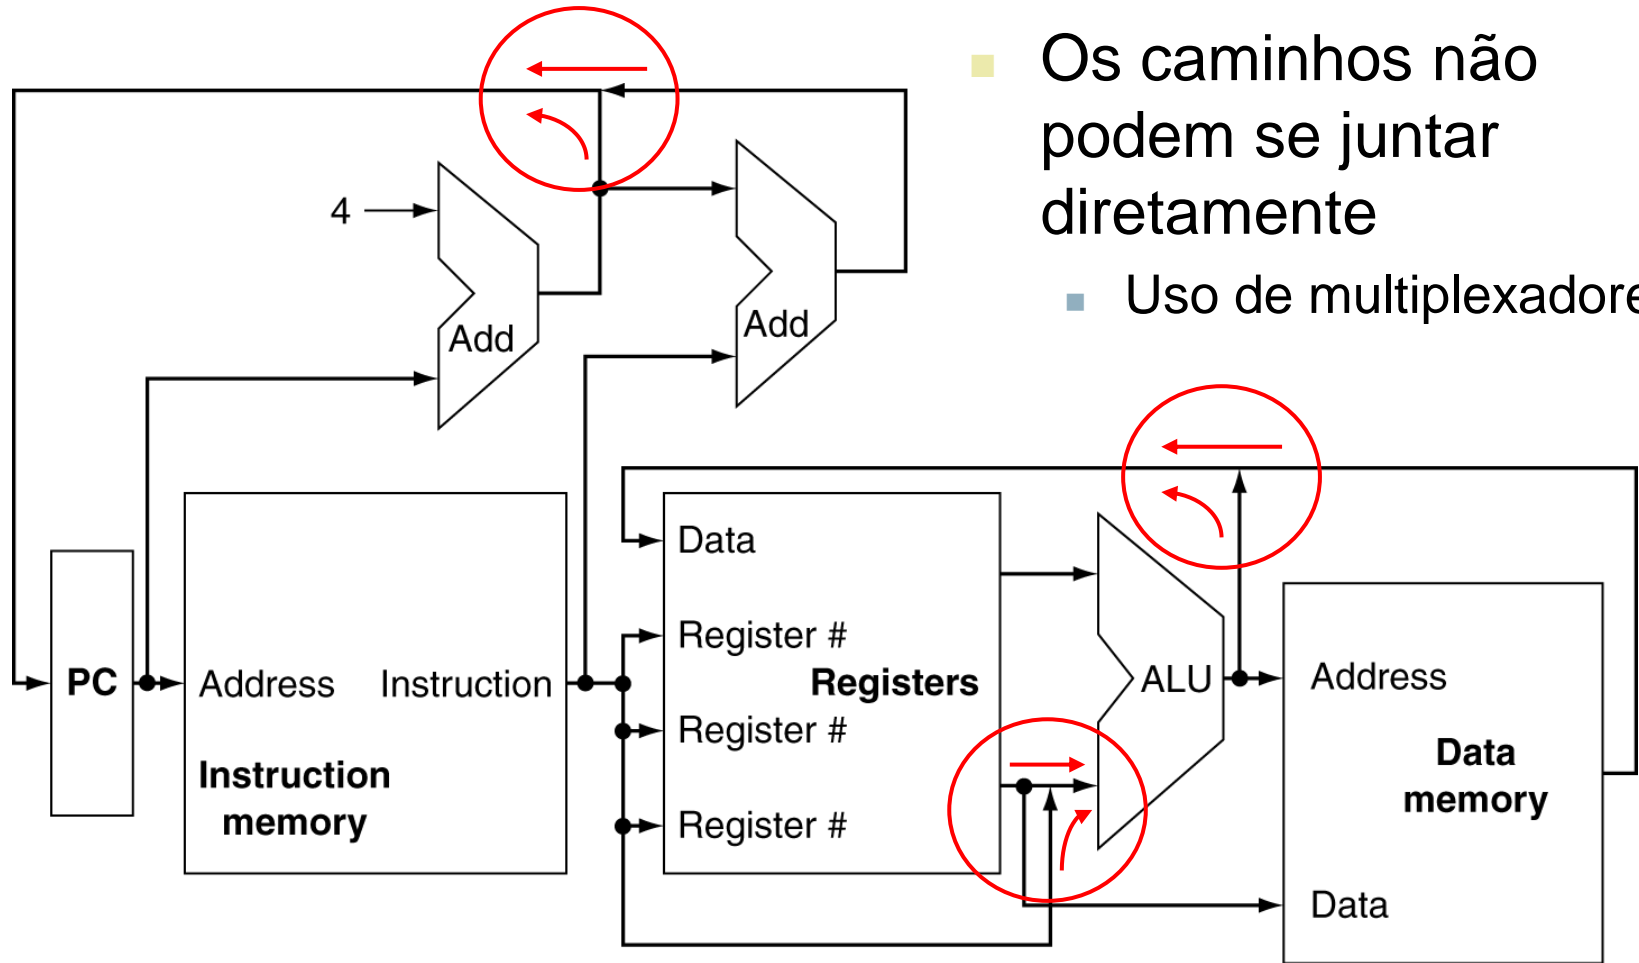 Os caminhos não
podem se juntar
diretamente
Uso de multiplexadore
4
Add
Add
Data
Register #
PC
Address
Instruction
Registers
ALU
Address
Register #
Instruction
memory
Data
memory
Register #
Data